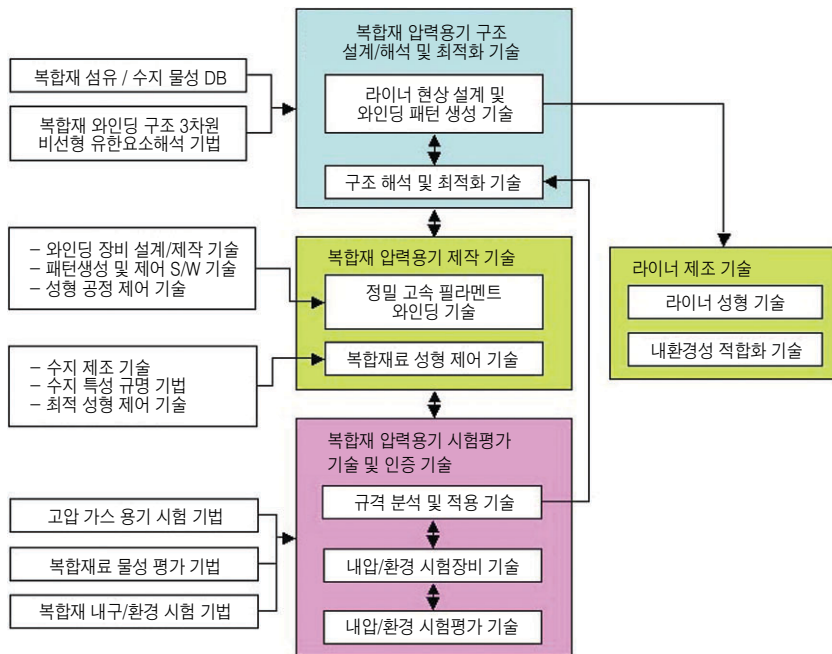 복합재 압력용기 구조
설계/해석 및 최적화 기술
복합재 섬유 / 수지 물성 DB
라이너 현상 설계 및
와인딩 패턴 생성 기술
복합재 와인딩 구조 3차원
비선형 유한요소해석 기법
구조 해석 및 최적화 기술
– 와인딩 장비 설계/제작 기술
– 패턴생성 및 제어 S/W 기술
– 성형 공정 제어 기술
복합재 압력용기 제작 기술
정밀 고속 필라멘트
와인딩 기술
복합재료 성형 제어 기술
라이너 제조 기술
라이너 성형 기술
내환경성 적합화 기술
– 수지 제조 기술
– 수지 특성 규명 기법
– 최적 성형 제어 기술
복합재 압력용기 시험평가
기술 및 인증 기술
규격 분석 및 적용 기술
고압 가스 용기 시험 기법
내압/환경 시험장비 기술
복합재료 물성 평가 기법
복합재 내구/환경 시험 기법
내압/환경 시험평가 기술